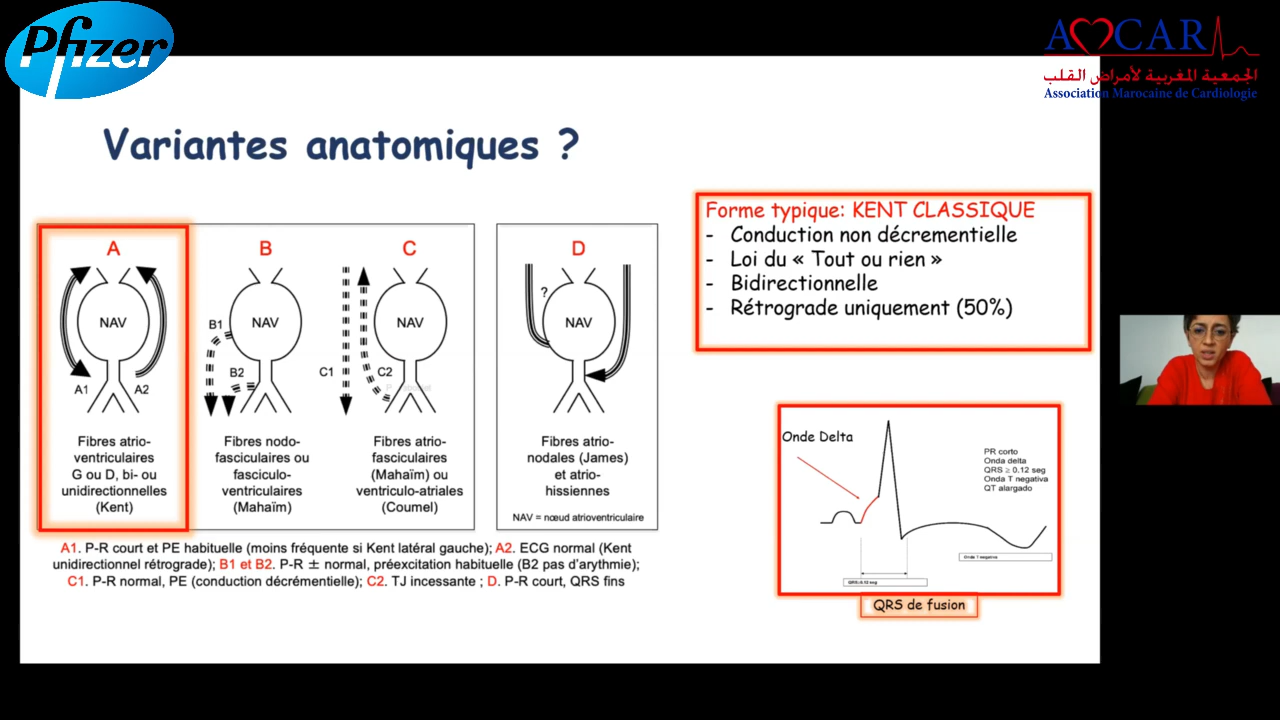 Pfizer
AMCAR
الجمعية المغربية لأمراض القلب
Association Marocaine de Cardiologie
Variantes anatomiques ?
A
B
C
D
NAV
A1
A2
B1
NAV
B2
C1
NAV
C2
?
NAV
Fibres atrio-
ventriculaires
G ou D, bi- ou
unidirectionnelles
(Kent)
Fibres nodo-
fasciculaires ou
fasciculo-
ventriculaires
(Mahaïm)
Fibres atrio-
fasciculaires
(Mahaïm) ou
ventriculo-atriales
(Coumel)
Fibres atrio-
nodales (James)
et atrio-
hissiennes
NAV = nœud atrioventriculaire
A1. P-R court et PE habituelle (moins fréquente si Kent latéral gauche); A2. ECG normal (Kent
unidirectionnel rétrograde); B1 et B2. P-R ± normal, préexcitation habituelle (B2 pas d'arythmie);
C1. P-R normal, PE (conduction décrémentielle); C2. TJ incessante ; D. P-R court, QRS fins
Forme typique: KENT CLASSIQUE
- Conduction non décrementielle
- Loi du « Tout ou rien »
- Bidirectionnelle
- Rétrograde uniquement (50%)
Onde Delta
PR corto
Onda delta
QRS ≥ 0.12 seg
Onda T negativa
QT alargado
Onda T negativa
QRS≥0.12 seg
QRS de fusion